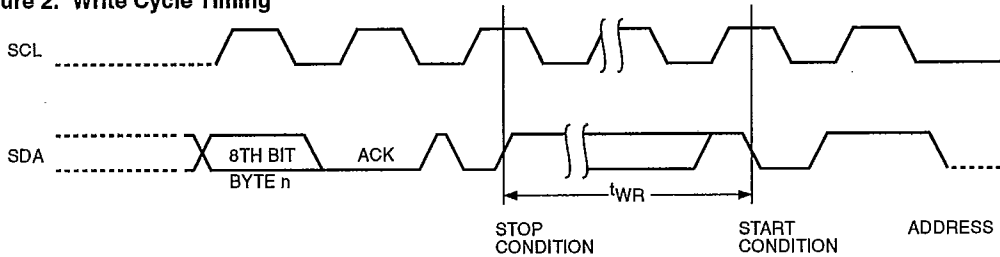 ure 2. Write Cycle Timing
SCL
SDA
8TH BIT
BYTE n
ACK
tWR
STOP
CONDITION
START
CONDITION
ADDRESS